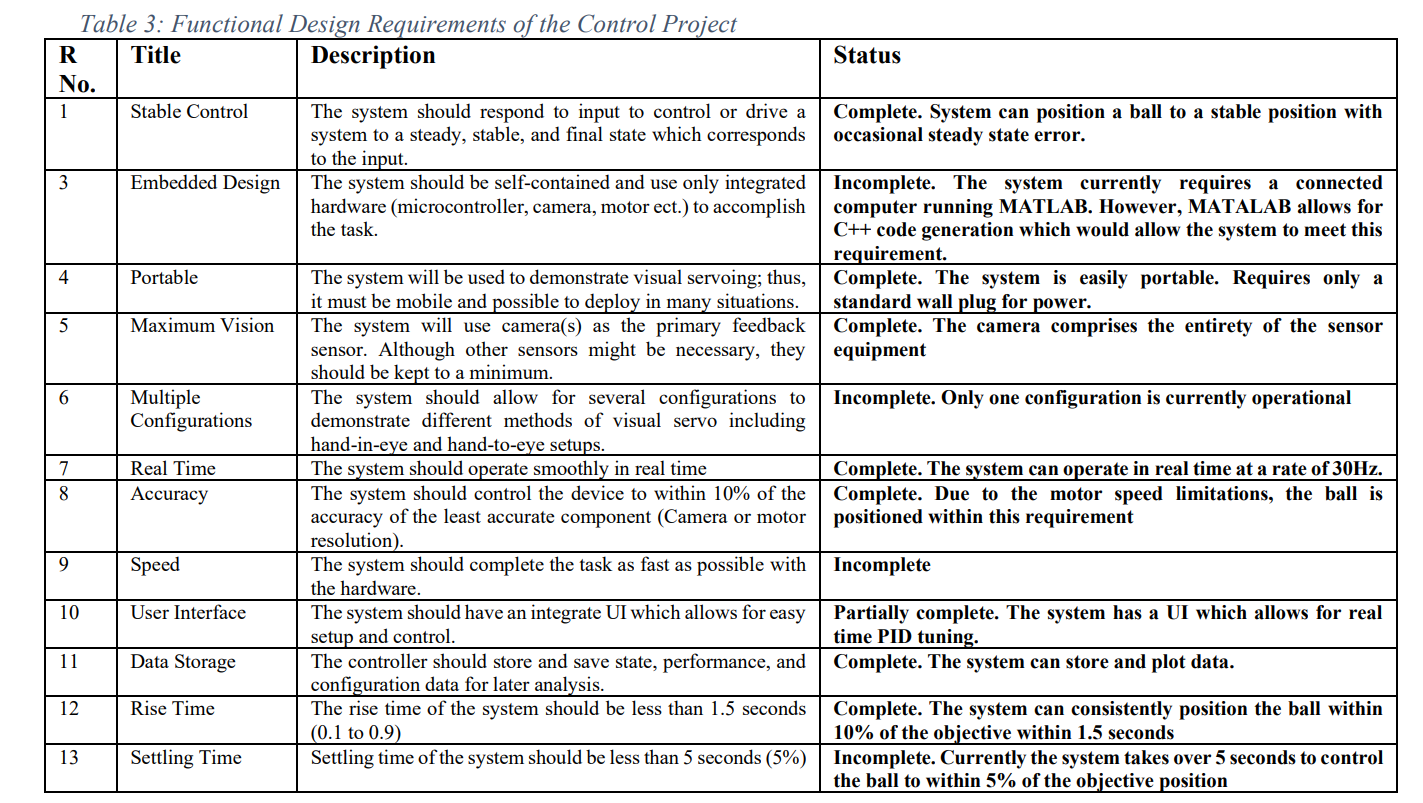 Table 3: Functional Design Requirements of the Control Project
R
No.
Title
Description
Status
1
Stable Control
The system should respond to input to control or drive a
system to a steady, stable, and final state which corresponds
to the input.
Complete. System can position a ball to a stable position with
occasional steady state error.
3
Embedded Design
The system should be self-contained and use only integrated
hardware (microcontroller, camera, motor ect.) to accomplish
the task.
Incomplete. The system currently requires a connected
computer running MATLAB. However, MATALAB allows for
C++ code generation which would allow the system to meet this
requirement.
4
Portable
The system will be used to demonstrate visual servoing; thus,
it must be mobile and possible to deploy in many situations.
Complete. The system is easily portable. Requires only a
standard wall plug for power.
5
Maximum Vision
The system will use camera(s) as the primary feedback
sensor. Although other sensors might be necessary, they
should be kept to a minimum.
Complete. The camera comprises the entirety of the sensor
equipment
6
Multiple
Configurations
The system should allow for several configurations to
demonstrate different methods of visual servo including
hand-in-eye and hand-to-eye setups.
Incomplete. Only one configuration is currently operational
7
Real Time
The system should operate smoothly in real time
Complete. The system can operate in real time at a rate of 30Hz.
8
Accuracy
The system should control the device to within 10% of the
accuracy of the least accurate component (Camera or motor
resolution).
Complete. Due to the motor speed limitations, the ball is
positioned within this requirement
9
Speed
The system should complete the task as fast as possible with
the hardware.
Incomplete
10
User Interface
The system should have an integrate UI which allows for easy
setup and control.
Partially complete. The system has a UI which allows for real
time PID tuning.
11
Data Storage
The controller should store and save state, performance, and
configuration data for later analysis.
Complete. The system can store and plot data.
12
Rise Time
The rise time of the system should be less than 1.5 seconds
(0.1 to 0.9)
Complete. The system can consistently position the ball within
10% of the objective within 1.5 seconds
13
Settling Time
Settling time of the system should be less than 5 seconds (5%)
Incomplete. Currently the system takes over 5 seconds to control
the ball to within 5% of the objective position